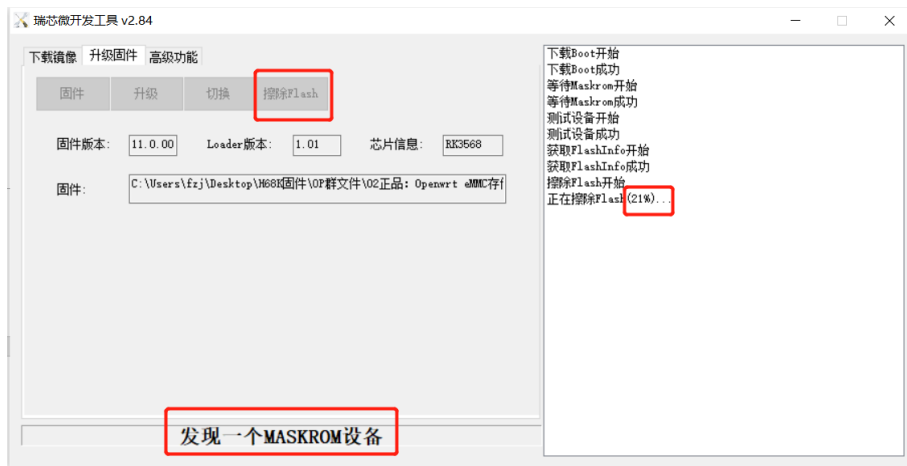 瑞芯微开发工具 v2.84
下载镜像 升级固件 高级功能
固件 升级 切换 擦除Flash
固件版本: 11.0.00 Loader版本: 1.01 芯片信息: RK3568
固件: C:\Users\fzj\Desktop\H68K固件\OP群文件\02正品：Openwrt eMMC存
发现一个MASKROM设备
下载Boot开始
下载Boot成功
等待Maskrom开始
等待Maskrom成功
测试设备开始
测试设备成功
获取FlashInfo开始
获取FlashInfo成功
擦除Flash开始
正在擦除Flash(21%)...